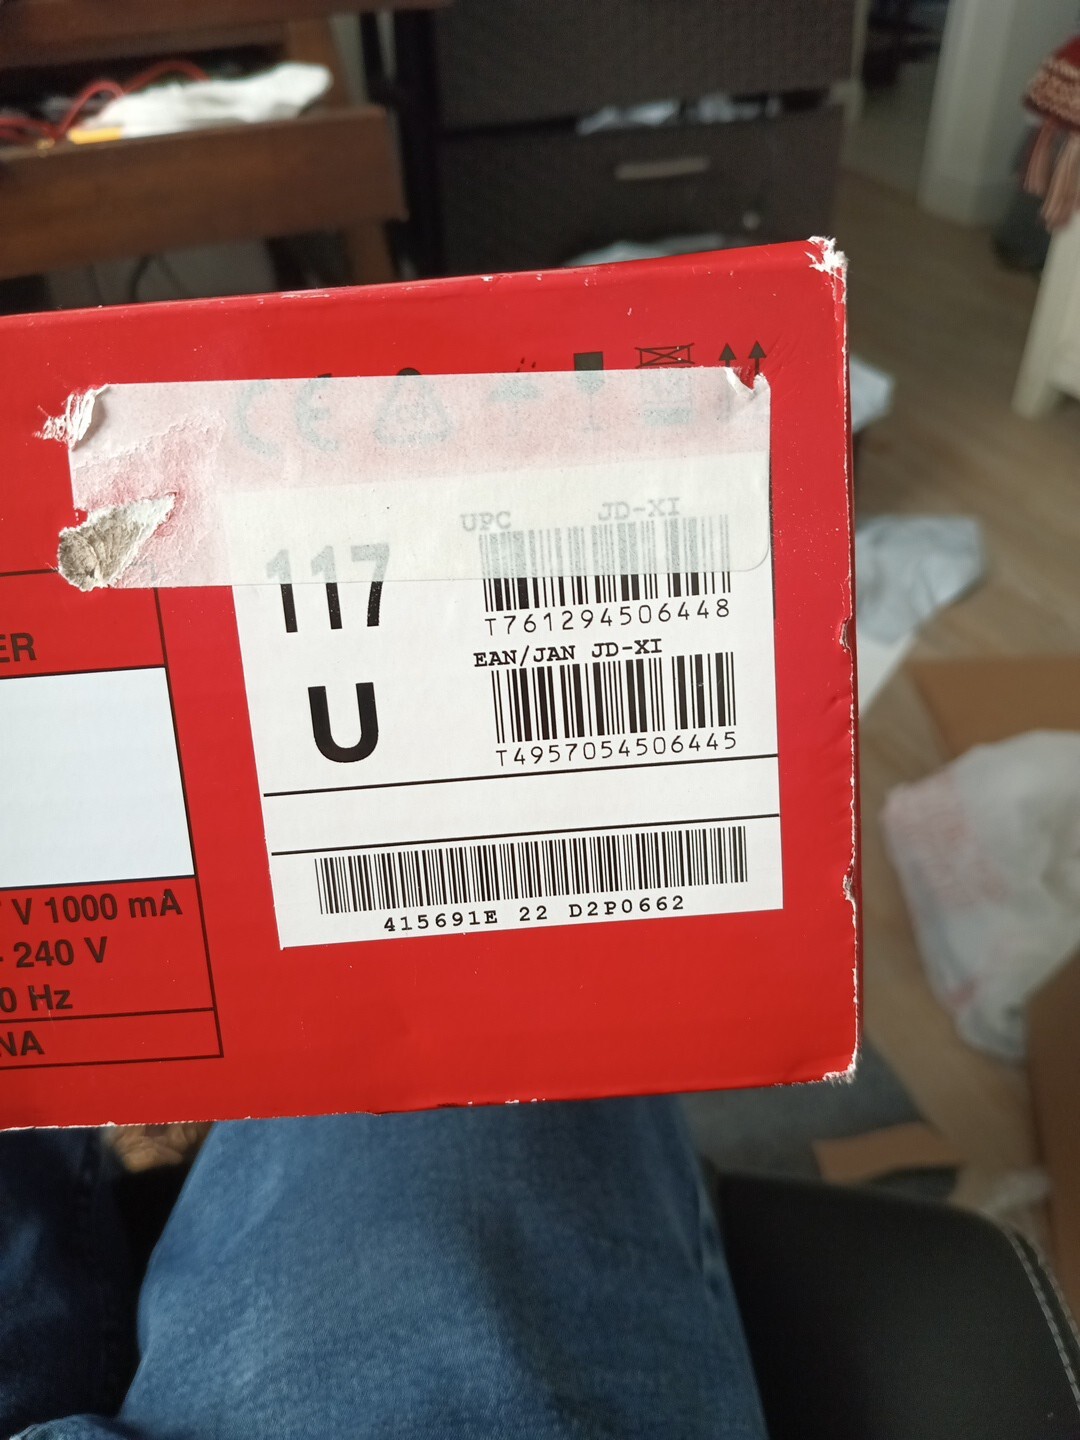 UPC JD-XI
117
T761294506448
EAN/JAN JD-XI
U
T4957054506445
415691E 22 D2P0662
ER
V 1000 mA
- 240 V
0 Hz
NA